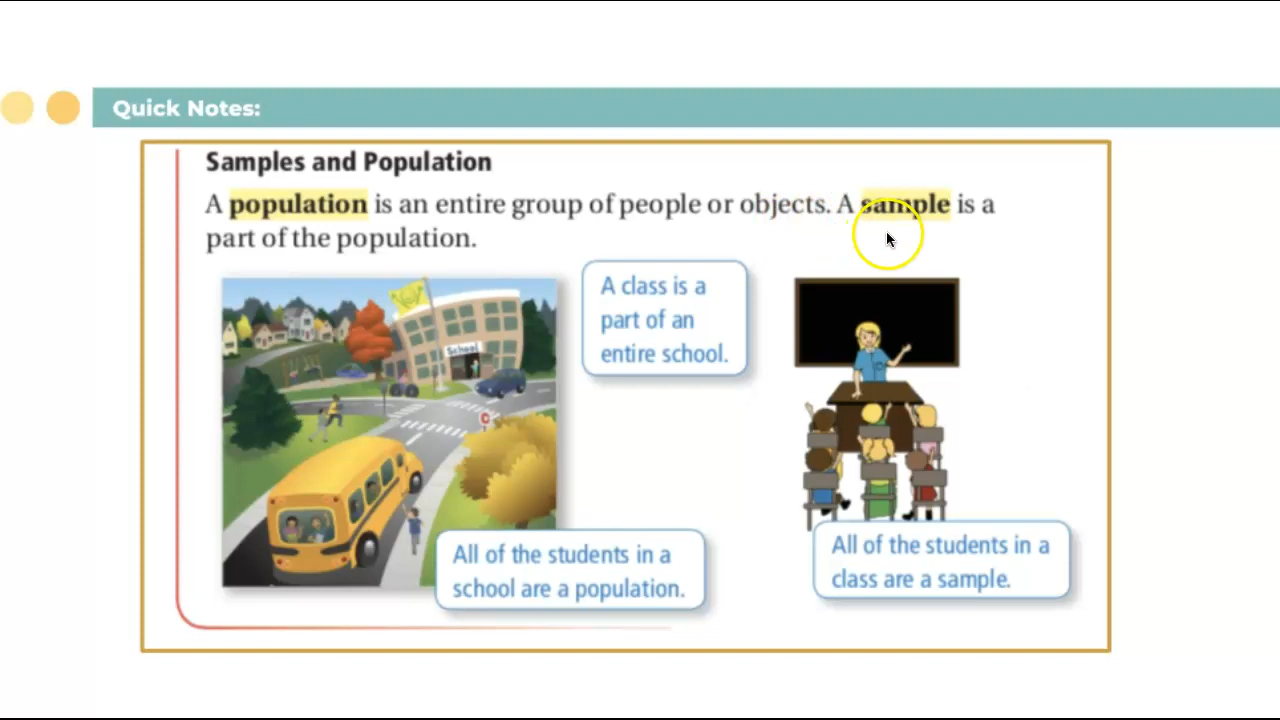 Quick Notes:
Samples and Population
A population is an entire group of people or objects. A sample is a
part of the population.
A class is a
part of an
entire school.
School
All of the students in a
school are a population.
All of the students in a
class are a sample.